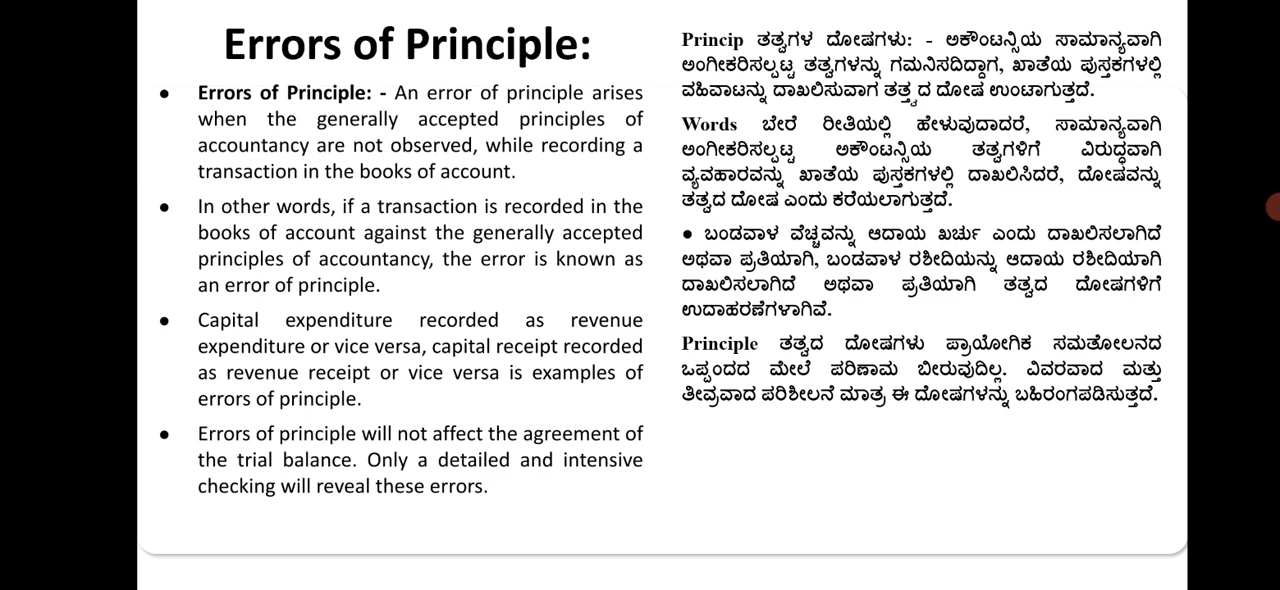 Errors of Principle:
● Errors of Principle: - An error of principle arises
when the generally accepted principles of
accountancy are not observed, while recording a
transaction in the books of account.
● In other words, if a transaction is recorded in the
books of account against the generally accepted
principles of accountancy, the error is known as
an error of principle.
● Capital expenditure recorded as revenue
expenditure or vice versa, capital receipt recorded
as revenue receipt or vice versa is examples of
errors of principle.
● Errors of principle will not affect the agreement of
the trial balance. Only a detailed and intensive
checking will reveal these errors.
Princip ತತ್ವಗಳ ದೋಷಗಳು: - ಅಕೌಂಟನ್ಸಿಯ ಸಾಮಾನ್ಯವಾಗಿ
ಅಂಗೀಕರಿಸಲ್ಪಟ್ಟ ತತ್ವಗಳನ್ನು ಗಮನಿಸದಿದ್ದಾಗ, ಖಾತೆಯ ಪುಸ್ತಕಗಳಲ್ಲಿ
ವಹಿವಾಟನ್ನು ದಾಖಲಿಸುವಾಗ ತತ್ತ್ವದ ದೋಷ ಉಂಟಾಗುತ್ತದೆ.
Words ಬೇರೆ ರೀತಿಯಲ್ಲಿ ಹೇಳುವುದಾದರೆ, ಸಾಮಾನ್ಯವಾಗಿ
ಅಂಗೀಕರಿಸಲ್ಪಟ್ಟ ಅಕೌಂಟನ್ಸಿಯ ತತ್ವಗಳಿಗೆ ವಿರುದ್ಧವಾಗಿ
ವ್ಯವಹಾರವನ್ನು ಖಾತೆಯ ಪುಸ್ತಕಗಳಲ್ಲಿ ದಾಖಲಿಸಿದರೆ, ದೋಷವನ್ನು
ತತ್ವದ ದೋಷ ಎಂದು ಕರೆಯಲಾಗುತ್ತದೆ.
● ಬಂಡವಾಳ ವೆಚ್ಚವನ್ನು ಆದಾಯ ಖರ್ಚು ಎಂದು ದಾಖಲಿಸಲಾಗಿದೆ
ಅಥವಾ ಪ್ರತಿಯಾಗಿ, ಬಂಡವಾಳ ರಶೀದಿಯನ್ನು ಆದಾಯ ರಶೀದಿಯಾಗಿ
ದಾಖಲಿಸಲಾಗಿದೆ ಅಥವಾ ಪ್ರತಿಯಾಗಿ ತತ್ವದ ದೋಷಗಳಿಗೆ
ಉದಾಹರಣೆಗಳಾಗಿವೆ.
Principle ತತ್ವದ ದೋಷಗಳು ಪ್ರಾಯೋಗಿಕ ಸಮತೋಲನದ
ಒಪ್ಪಂದದ ಮೇಲೆ ಪರಿಣಾಮ ಬೀರುವುದಿಲ್ಲ. ವಿವರವಾದ ಮತ್ತು
ತೀವ್ರವಾದ ಪರಿಶೀಲನೆ ಮಾತ್ರ ಈ ದೋಷಗಳನ್ನು ಬಹಿರಂಗಪಡಿಸುತ್ತದೆ.